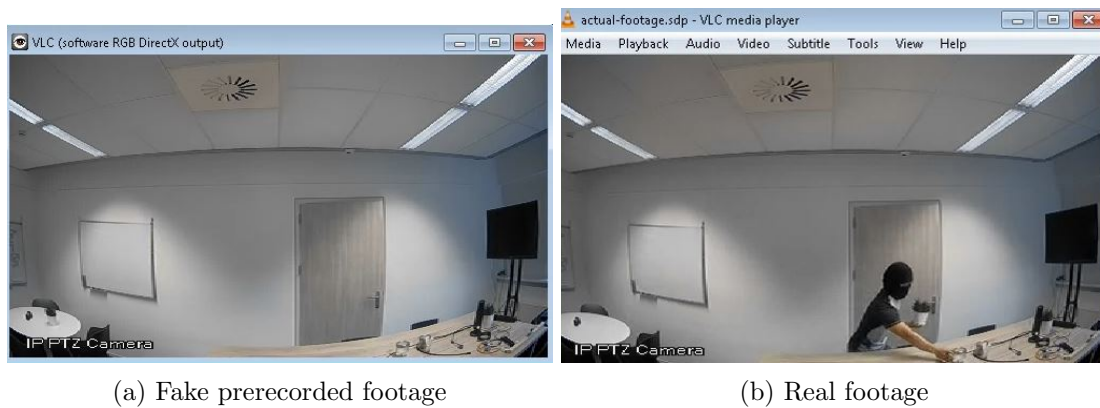 VLC (software RGB DirectX output)
actual-footage.sdp - VLC media player
Media Playback Audio Video Subtitle Tools View Help
IP PTZ Camera
IP PTZ Camera
(a) Fake prerecorded footage
(b) Real footage